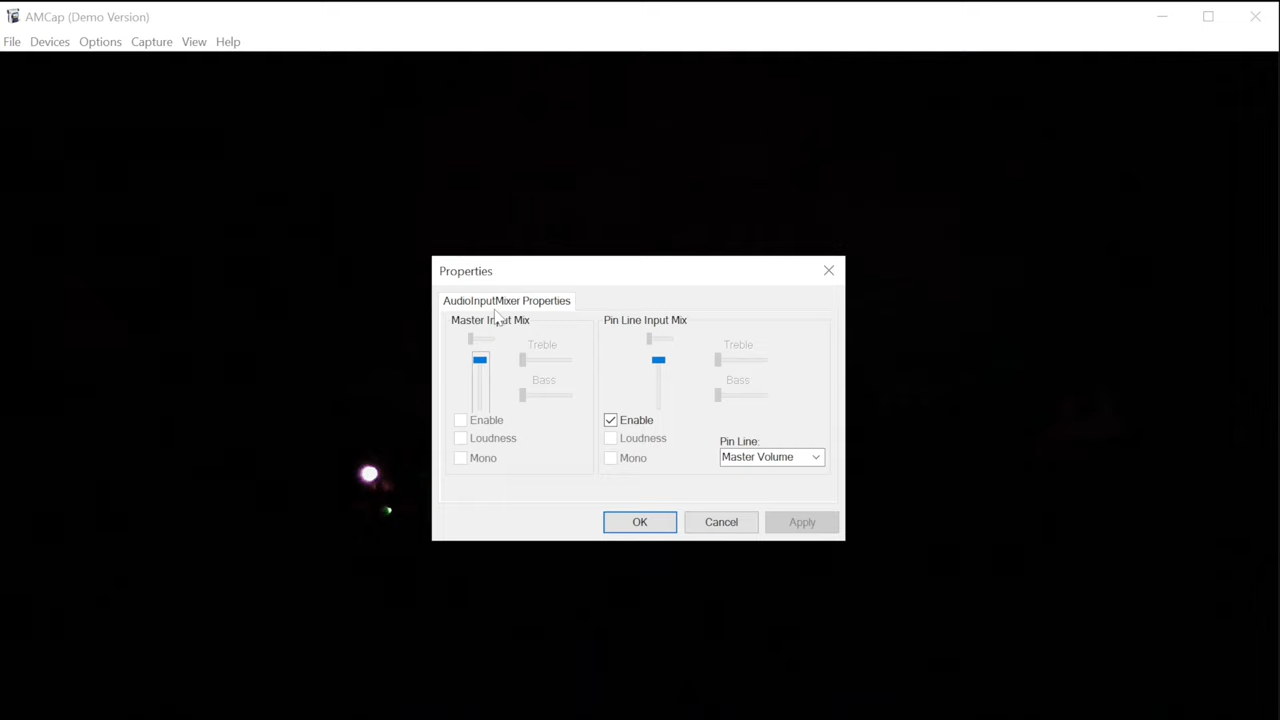 AMCap (Demo Version)
File Devices Options Capture View Help
Properties
AudioInputMixer Properties
Master Input Mix
Treble
Bass
Enable
Loudness
Mono
Pin Line Input Mix
Treble
Bass
Enable
Loudness
Mono
Pin Line:
Master Volume
OK Cancel Apply